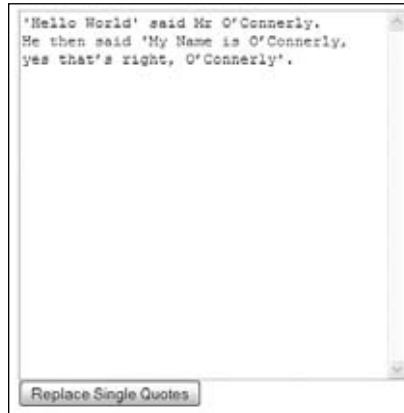 'Hello World' said Mr O'Connerly.
He then said 'My Name is O'Connerly,
yes that's right, O'Connerly'.
Replace Single Quotes